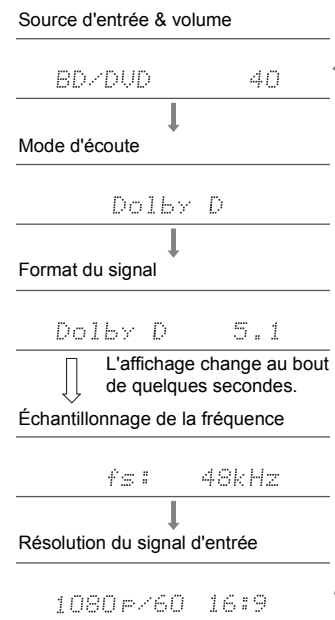 Source d'entrée & volume
BD/DVD 40
Mode d'écoute
Dolby D
Format du signal
Dolby D 5.1
L'affichage change au bout
de quelques secondes.
Échantillonnage de la fréquence
fs: 48kHz
Résolution du signal d'entrée
1080p/60 16:9